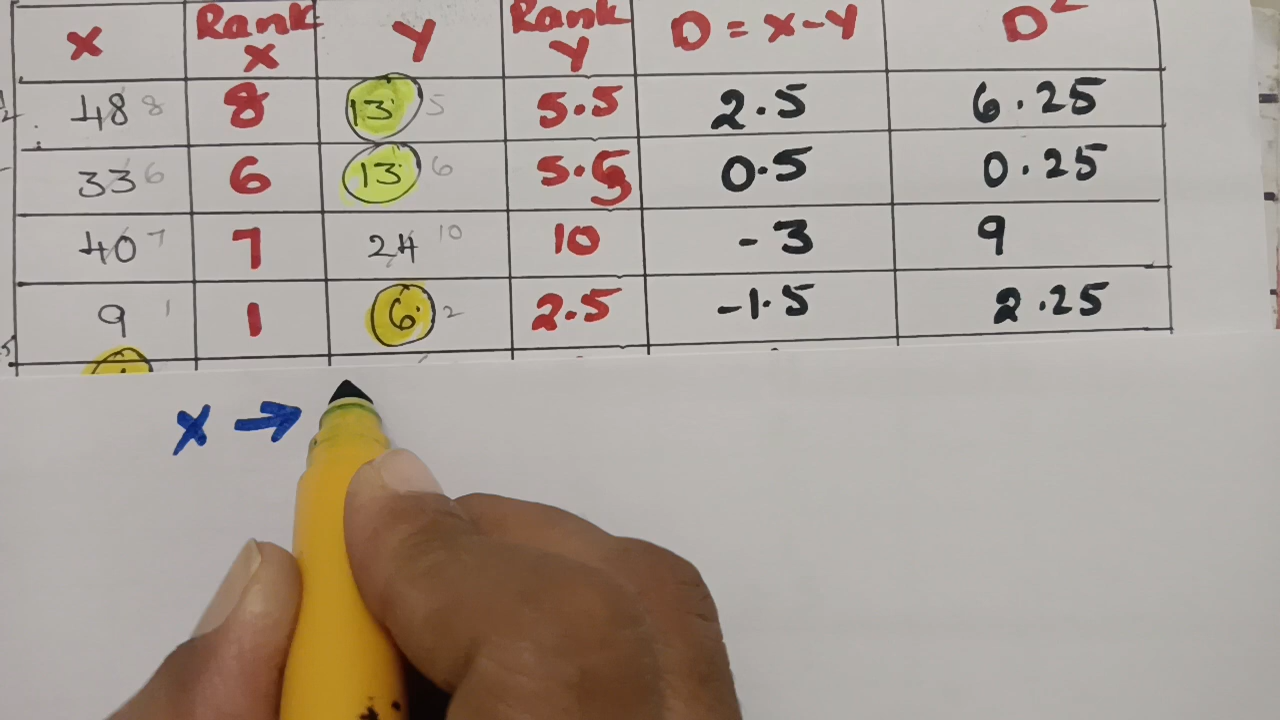 X Rank X Y Rank Y D = X-Y D²
48 8 8 13 5 5.5 2.5 6.25
33 6 6 13 6 5.5 0.5 0.25
40 7 7 24 10 10 -3 9
9 1 1 6 2 2.5 -1.5 2.25
X →